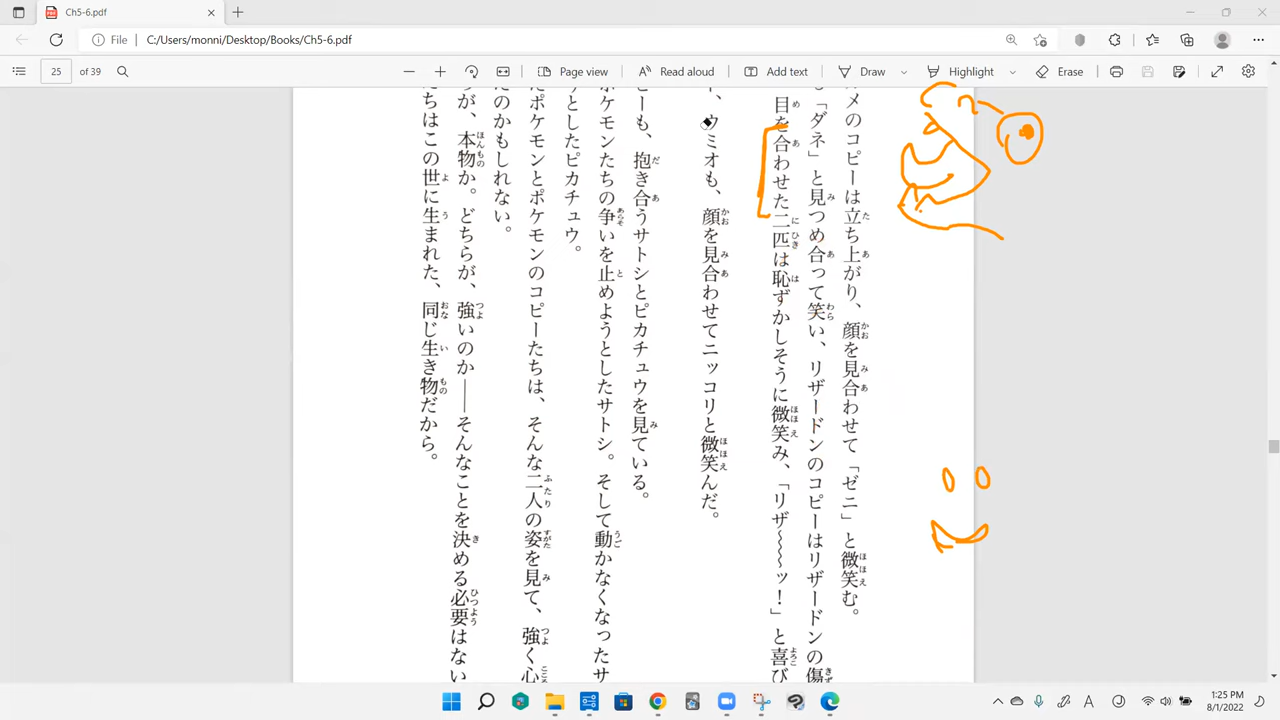 Ch5-6.pdf
File
C:/Users/monni/Desktop/Books/Ch5-6.pdf
25
of 39
Page view
Read aloud
Add text
Draw
Highlight
Erase
メのコピーは立ち上がり、顔を見合わせて「ゼニ」と微笑む。
「ダネ」と見つめ合って笑い、リザードンのコピーはリザードンの傷
目を合わせた二匹は恥ずかしそうに微笑み、「リザ〜〜〜ッ！」と喜び
ミオも、顔を見合わせてニッコリと微笑んだ。
ーも、抱き合うサトシとピカチュウを見ている。
ポケモンたちの争いを止めようとしたサトシ。そして動かなくなったサ
うとしたピカチュウ。
たポケモンとポケモンのコピーたちは、そんな二人の姿を見て、強く心
たのかもしれない。
が、本物か。どちらが、強いのか――そんなことを決める必要はない
ちはこの世に生まれた、同じ生き物だから。
1:25 PM
8/1/2022